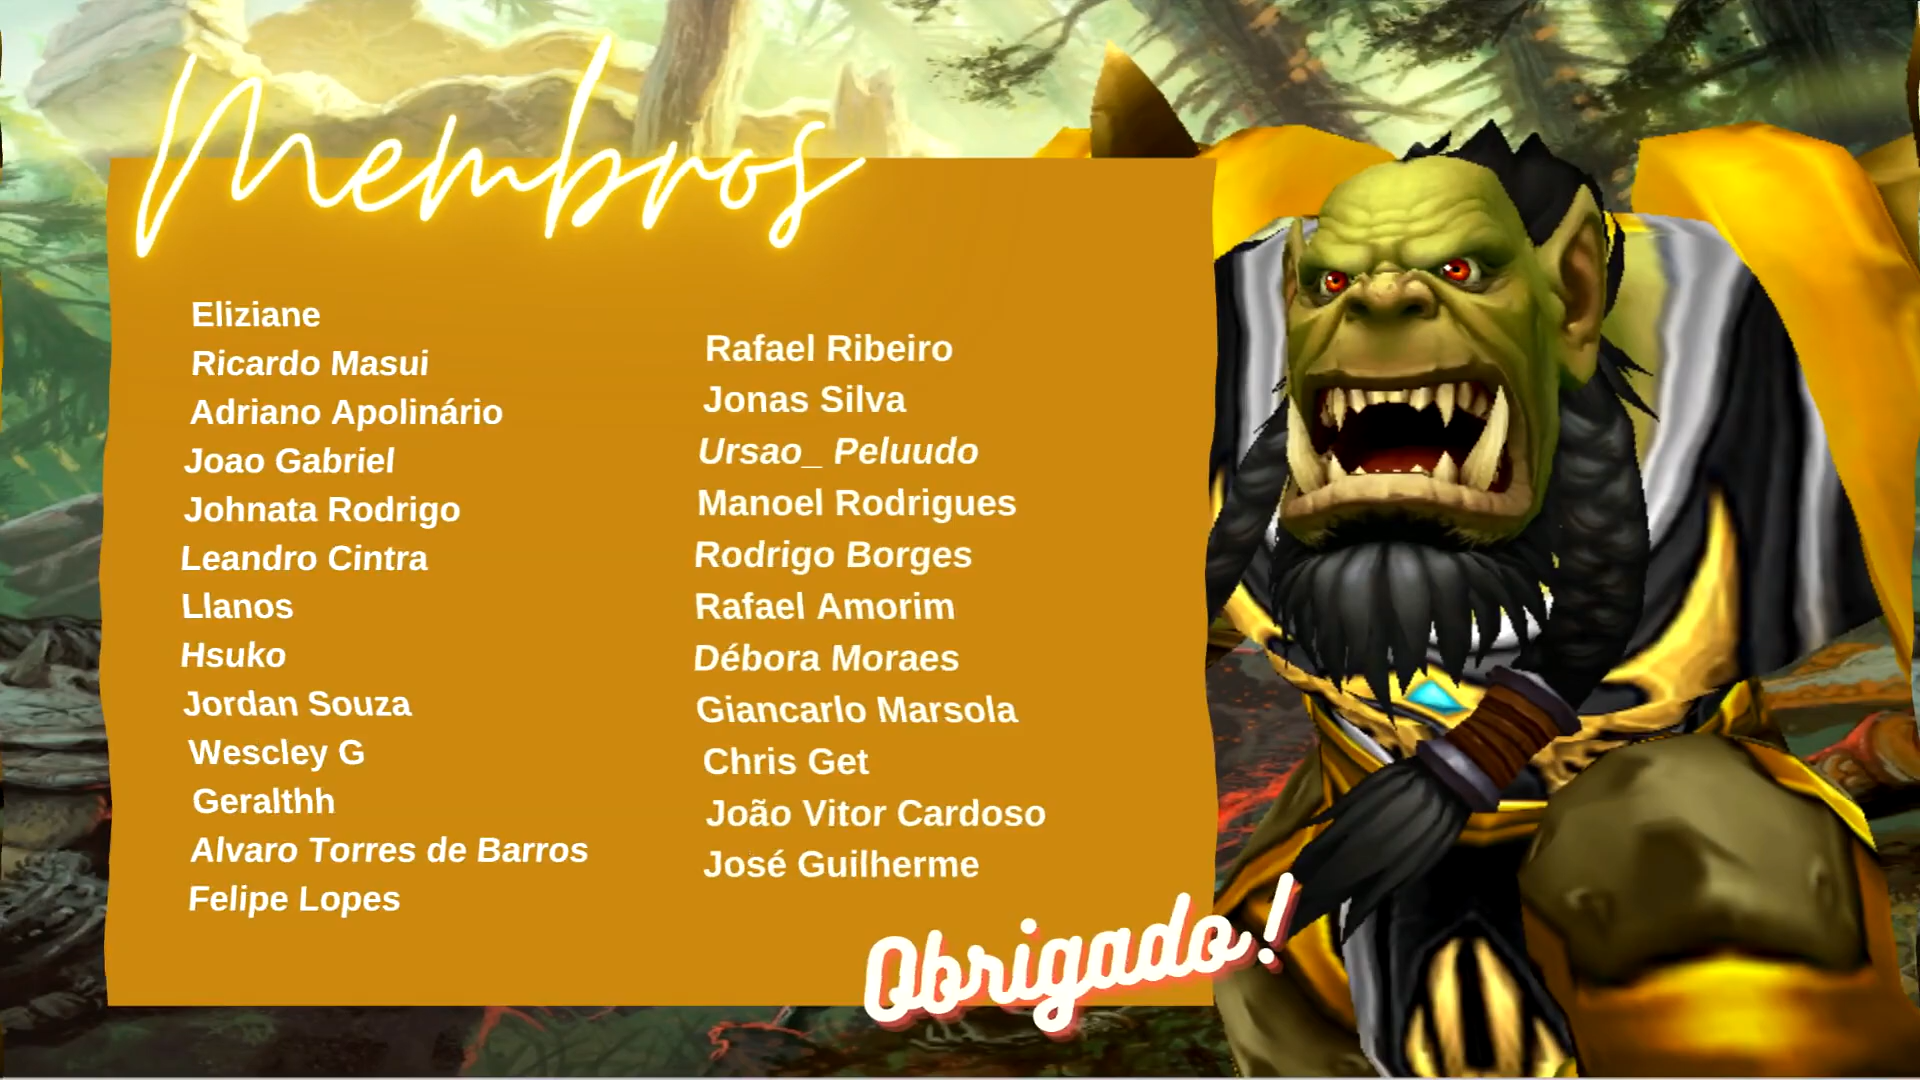 Membros
Eliziane
Ricardo Masui
Adriano Apolinário
Joao Gabriel
Johnata Rodrigo
Leandro Cintra
Llanos
Hsuko
Jordan Souza
Wescley G
Geralthh
Alvaro Torres de Barros
Felipe Lopes
Rafael Ribeiro
Jonas Silva
Ursao_ Peluudo
Manoel Rodrigues
Rodrigo Borges
Rafael Amorim
Débora Moraes
Giancarlo Marsola
Chris Get
João Vitor Cardoso
José Guilherme
Obrigado!